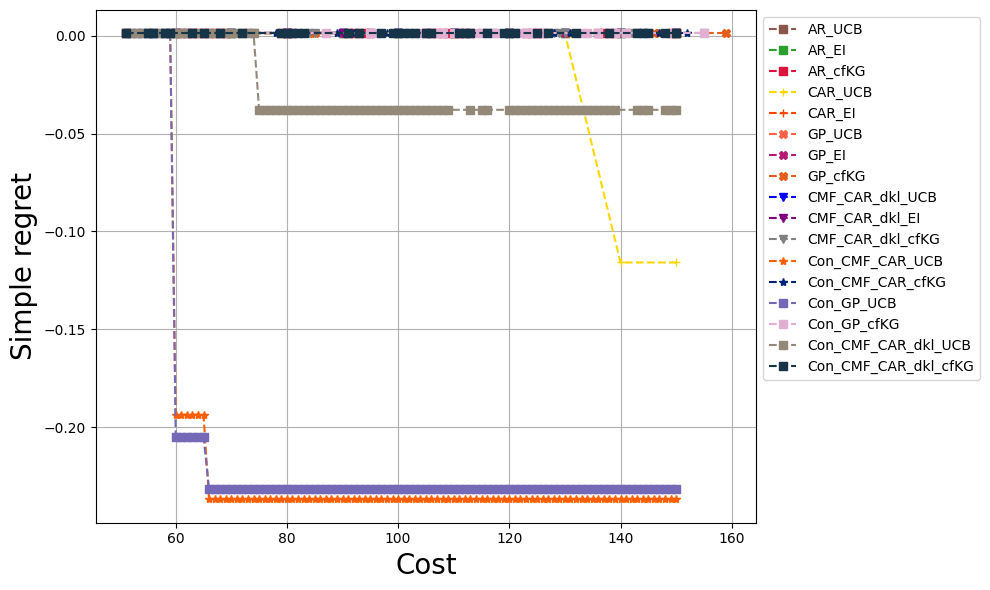 0.00
−0.05
−0.10
−0.15
−0.20
Simple regret
60
80
100
120
140
160
Cost
AR_UCB
AR_EI
AR_cfKG
CAR_UCB
CAR_EI
GP_UCB
GP_EI
GP_cfKG
CMF_CAR_dkl_UCB
CMF_CAR_dkl_EI
CMF_CAR_dkl_cfKG
Con_CMF_CAR_UCB
Con_CMF_CAR_cfKG
Con_GP_UCB
Con_GP_cfKG
Con_CMF_CAR_dkl_UCB
Con_CMF_CAR_dkl_cfKG